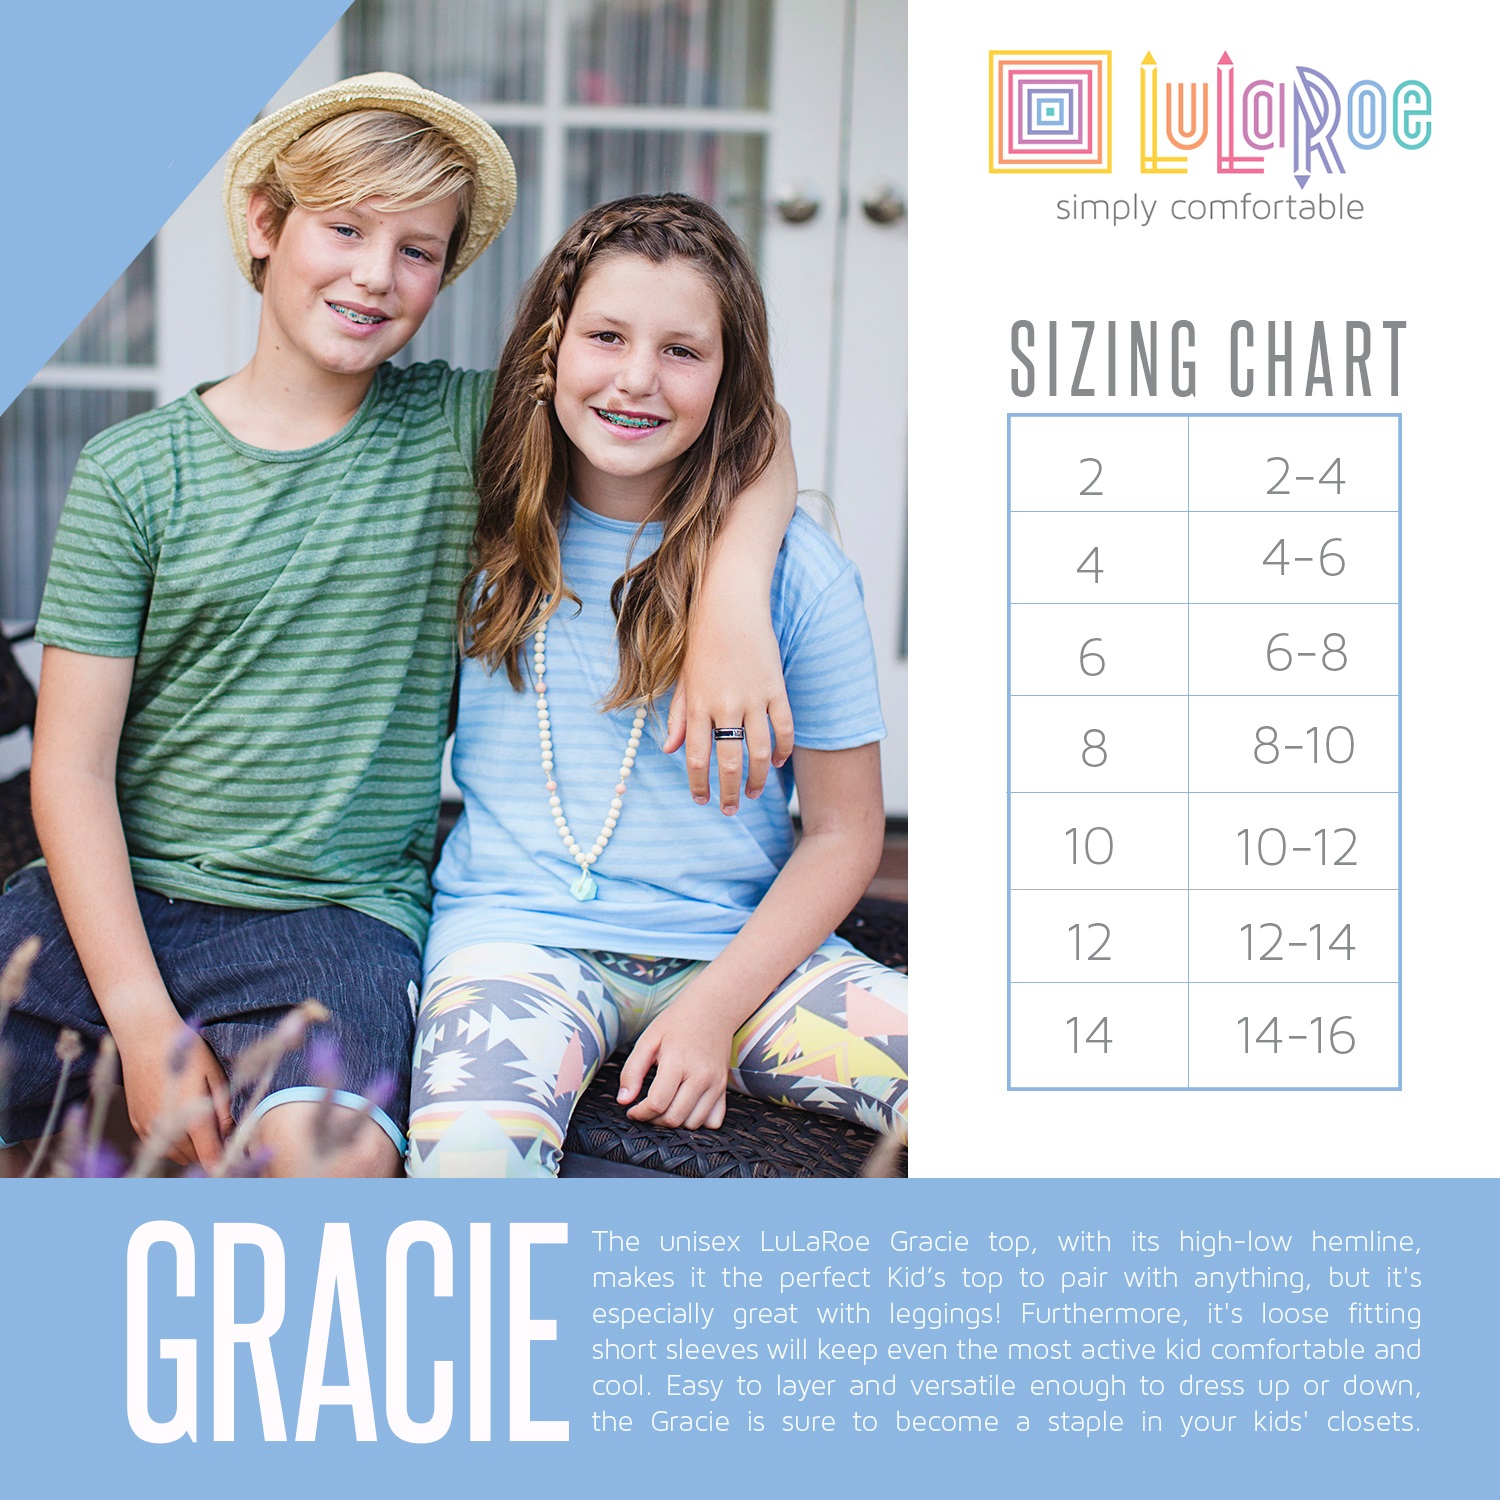 LuLaRoe
simply comfortable
SIZING CHART
2 2-4
4 4-6
6 6-8
8 8-10
10 10-12
12 12-14
14 14-16
GRACIE
The unisex LuLaRoe Gracie top, with its high-low hemline,
makes it the perfect Kid’s top to pair with anything, but it's
especially great with leggings! Furthermore, it's loose fitting
short sleeves will keep even the most active kid comfortable and
cool. Easy to layer and versatile enough to dress up or down,
the Gracie is sure to become a staple in your kids' closets.